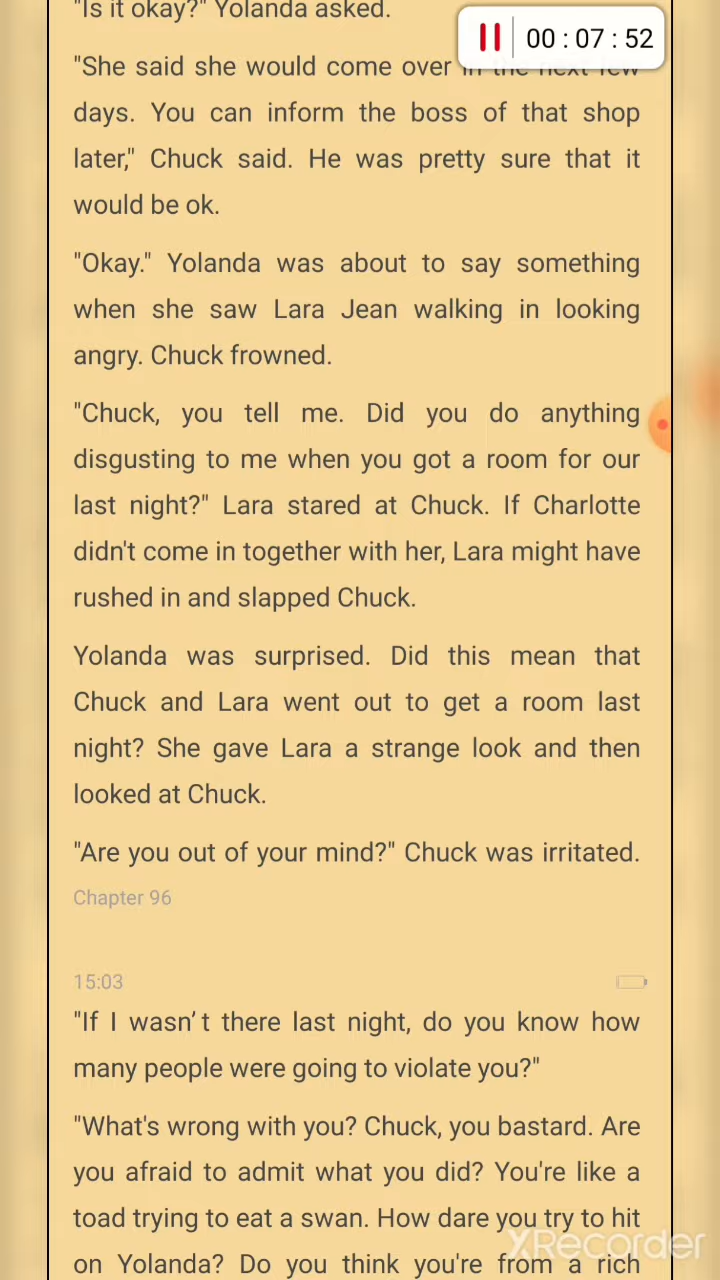 "Is it okay?" Yolanda asked.
00 : 07 : 52
"She said she would come over in the next few
days. You can inform the boss of that shop
later," Chuck said. He was pretty sure that it
would be ok.
"Okay." Yolanda was about to say something
when she saw Lara Jean walking in looking
angry. Chuck frowned.
"Chuck, you tell me. Did you do anything
disgusting to me when you got a room for our
last night?" Lara stared at Chuck. If Charlotte
didn't come in together with her, Lara might have
rushed in and slapped Chuck.
Yolanda was surprised. Did this mean that
Chuck and Lara went out to get a room last
night? She gave Lara a strange look and then
looked at Chuck.
"Are you out of your mind?" Chuck was irritated.
Chapter 96
15:03
"If I wasn't there last night, do you know how
many people were going to violate you?"
"What's wrong with you? Chuck, you bastard. Are
you afraid to admit what you did? You're like a
toad trying to eat a swan. How dare you try to hit
on Yolanda? Do you think you're from a rich
XRecorder